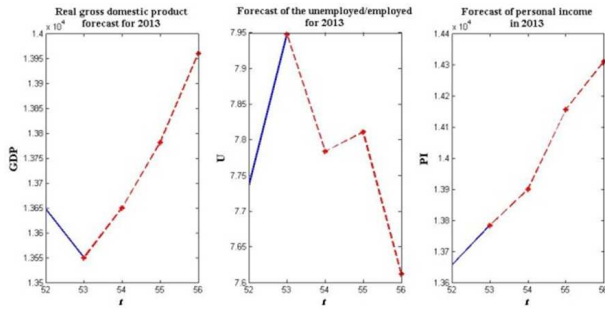 Real gross domestic product
forecast for 2013
× 10⁴
1.4
1.395
1.39
1.385
1.38
1.375
1.37
1.365
1.36
1.355
1.35
GDP
52 53 54 55 56
t
Forecast of the unemployed/employed
for 2013
7.95
7.9
7.85
7.8
7.75
7.7
7.65
7.6
U
52 53 54 55 56
t
Forecast of personal income
in 2013
× 10⁴
1.44
1.43
1.42
1.41
1.4
1.39
1.38
1.37
1.36
PI
52 53 54 55 56
t